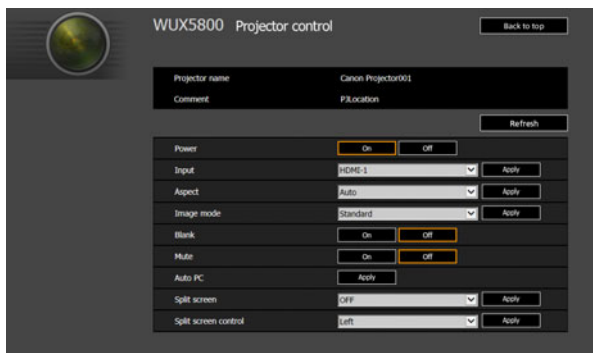 WUX5800 Projector control Back to top
Projector name Canon Projector001
Comment PJLocation
Refresh
Power On Off
Input HDMI-1 Apply
Aspect Auto Apply
Image mode Standard Apply
Blank On Off
Mute On Off
Auto PC Apply
Split screen OFF Apply
Split screen control Left Apply